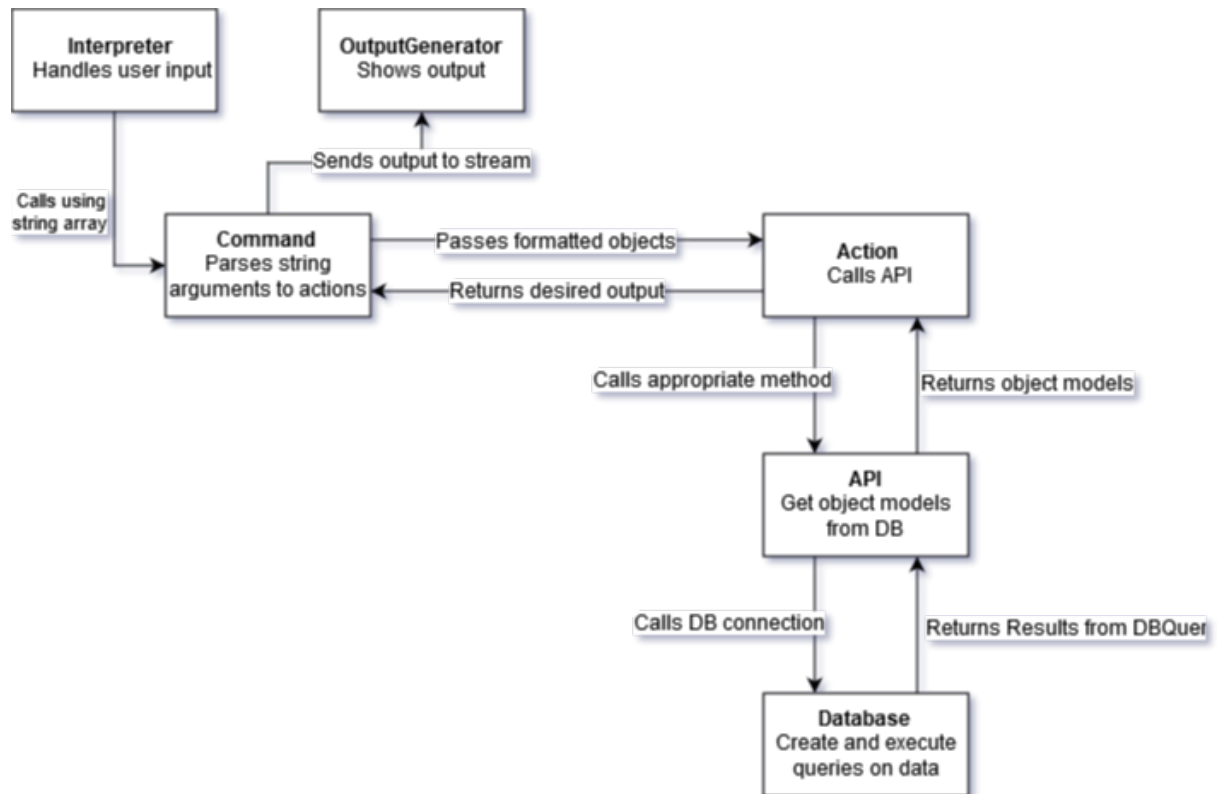 Interpreter
Handles user input
OutputGenerator
Shows output
Sends output to stream
Calls using
string array
Command
Parses string
arguments to actions
Passes formatted objects
Returns desired output
Action
Calls API
Calls appropriate method
Returns object models
API
Get object models
from DB
Calls DB connection
Returns Results from DBQuer
Database
Create and execute
queries on data